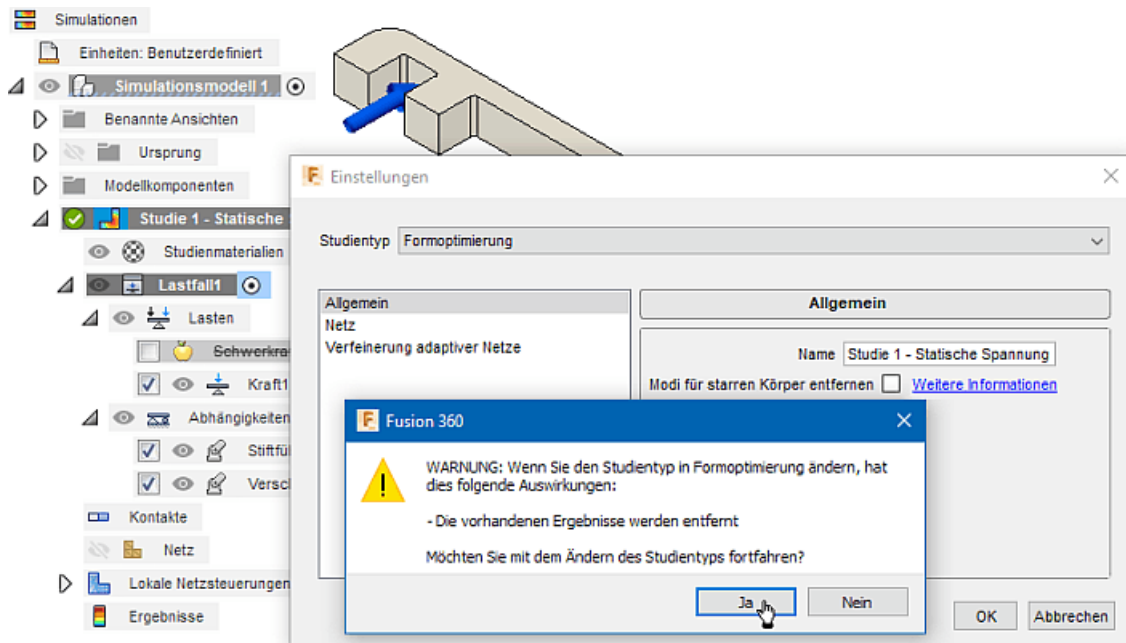 Simulationen
Einheiten: Benutzerdefiniert
Simulationsmodell 1
Benannte Ansichten
Ursprung
Modellkomponenten
Studie 1 - Statische
Studienmaterialien
Lastfall1
Lasten
Schwerkra
Kraft1
Abhängigkeiten
Stiftfü
Versc
Kontakte
Netz
Lokale Netzsteuerungen
Ergebnisse
Einstellungen
Studientyp Formoptimierung
Allgemein
Netz
Verfeinerung adaptiver Netze
Allgemein
Name Studie 1 - Statische Spannung
Modi für starren Körper entfernen Weitere Informationen
Fusion 360
WARNUNG: Wenn Sie den Studientyp in Formoptimierung ändern, hat
dies folgende Auswirkungen:
- Die vorhandenen Ergebnisse werden entfernt
Möchten Sie mit dem Ändern des Studientyps fortfahren?
Ja Nein
OK Abbrechen